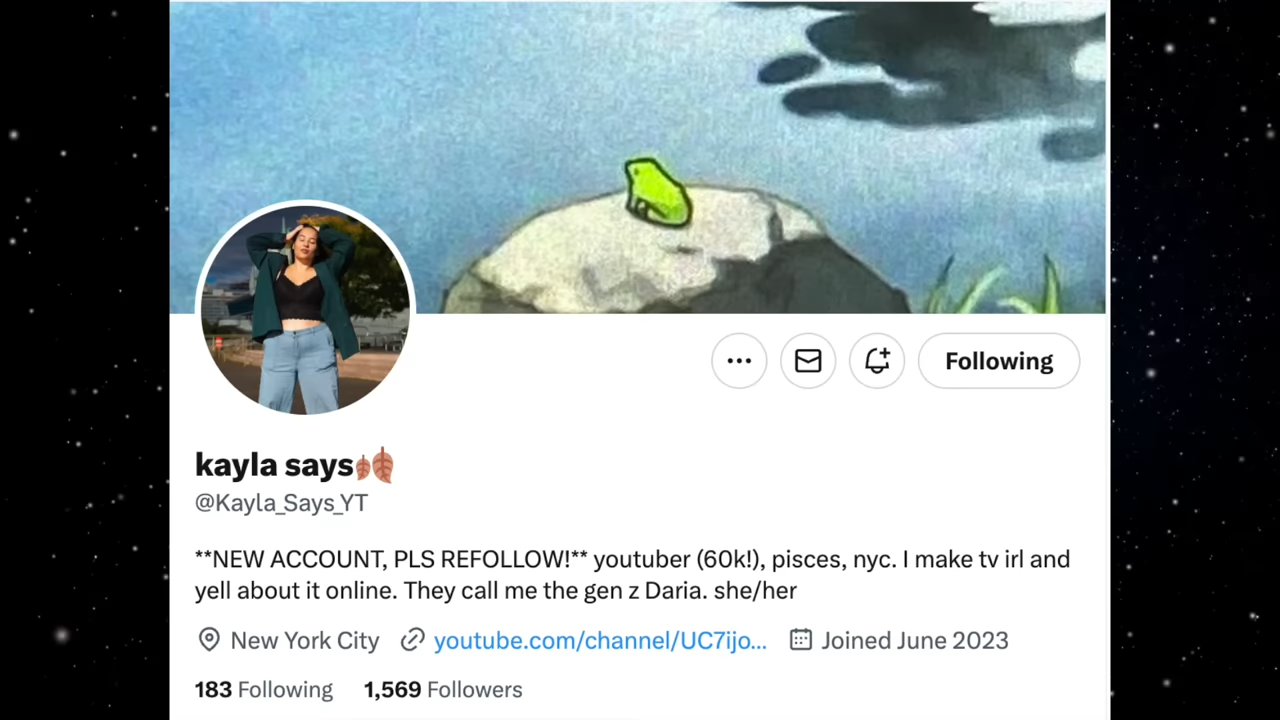 Following
kayla says
@Kayla_Says_YT
**NEW ACCOUNT, PLS REFOLLOW!** youtuber (60k!), pisces, nyc. I make tv irl and
yell about it online. They call me the gen z Daria. she/her
New York City youtube.com/channel/UC7ijo... Joined June 2023
183 Following 1,569 Followers